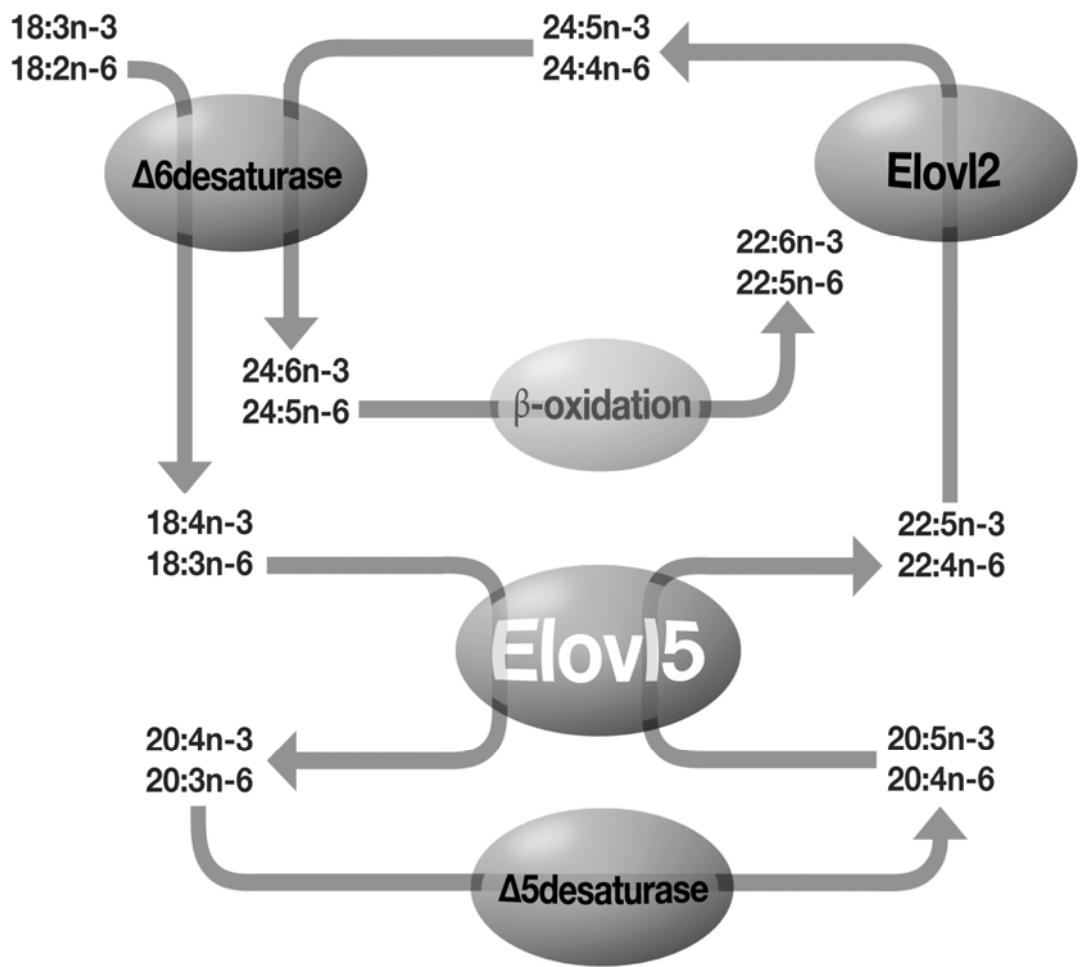 18:3n-3
18:2n-6
24:5n-3
24:4n-6
Δ6desaturase
Elovl2
22:6n-3
22:5n-6
24:6n-3
24:5n-6
β-oxidation
18:4n-3
18:3n-6
22:5n-3
22:4n-6
Elovl5
20:4n-3
20:3n-6
20:5n-3
20:4n-6
Δ5desaturase